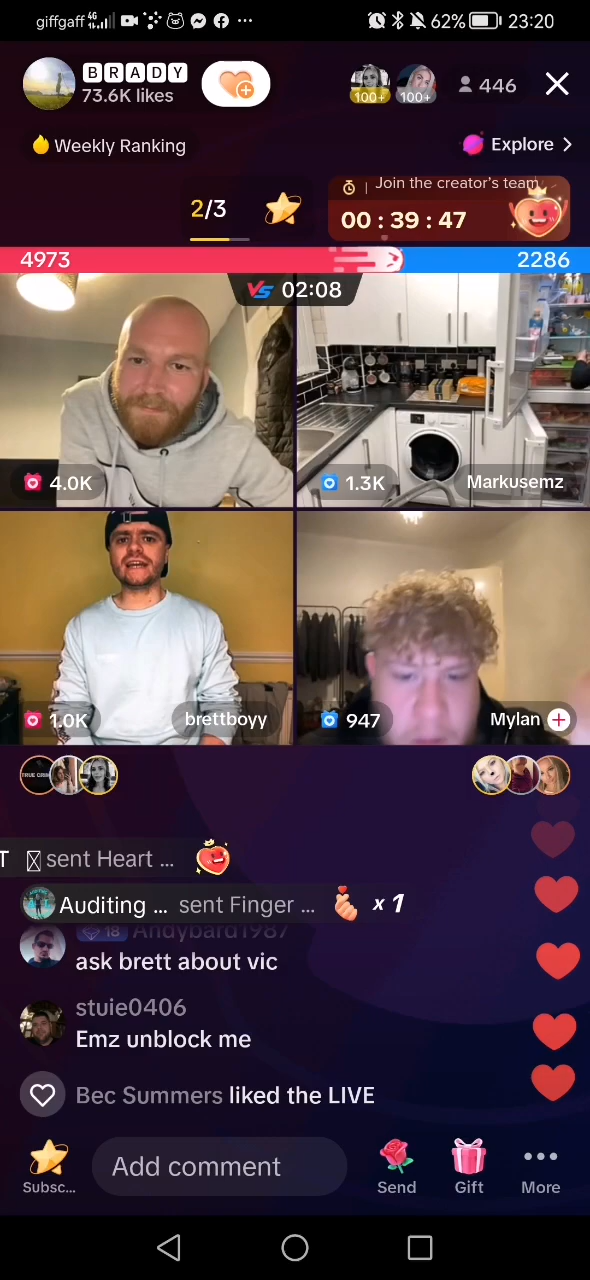 giffgaff 4G 62% 23:20
BRADY
73.6K likes
100+ 100+ 446
Weekly Ranking
Explore
2/3
Join the creator's team
00 : 39 : 47
4973 2286
VS 02:08
4.0K
1.3K Markusemz
1.0K brettboyy
947 Mylan
T sent Heart ...
Auditing ... sent Finger ... x 1
18 Andybard1987
ask brett about vic
stuie0406
Emz unblock me
Bec Summers liked the LIVE
Subsc...
Add comment
Send
Gift
More